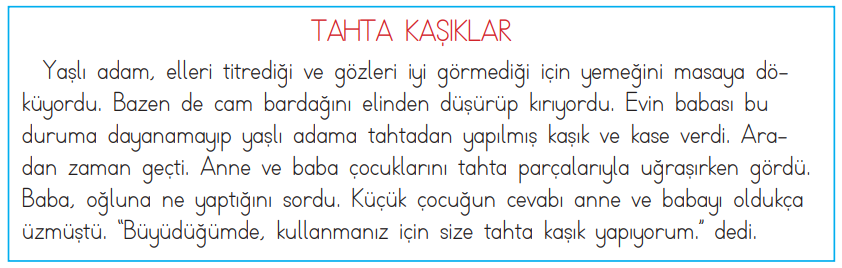 TAHTA KAŞIKLAR
Yaşlı adam, elleri titrediği ve gözleri iyi görmediği için yemeğini masaya dö-
küyordu. Bazen de cam bardağını elinden düşürüp kırıyordu. Evin babası bu
duruma dayanamayıp yaşlı adama tahtadan yapılmış kaşık ve kase verdi. Ara-
dan zaman geçti. Anne ve baba çocuklarını tahta parçalarıyla uğraşırken gördü.
Baba, oğluna ne yaptığını sordu. Küçük çocuğun cevabı anne ve babayı oldukça
üzmüştü. “Büyüdüğümde, kullanmanız için size tahta kaşık yapıyorum.” dedi.